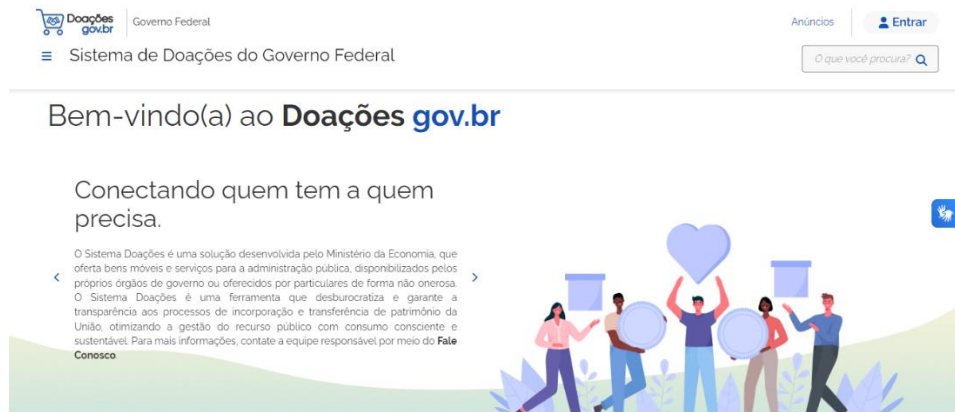 Doações
gov.br
Governo Federal
Anúncios
Entrar
Sistema de Doações do Governo Federal
O que você procura?
Bem-vindo(a) ao Doações gov.br
Conectando quem tem a quem
precisa.
O Sistema Doações é uma solução desenvolvida pelo Ministério da Economia, que
oferta bens móveis e serviços para a administração pública, disponibilizados pelos
próprios órgãos de governo ou oferecidos por particulares de forma não onerosa.
O Sistema Doações é uma ferramenta que desburocratiza e garante a
transparência aos processos de incorporação e transferência de patrimônio da
União, otimizando a gestão do recurso público com consumo consciente e
sustentável. Para mais informações, contate a equipe responsável por meio do Fale
Conosco.